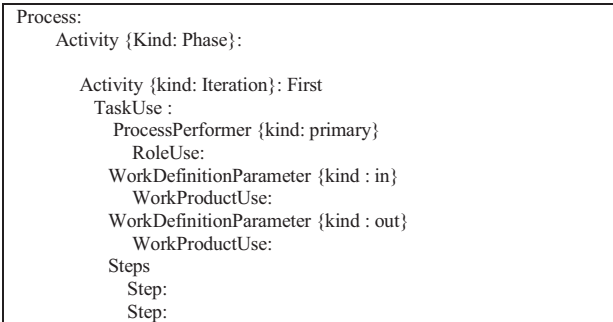 Process:
Activity {Kind: Phase}:
Activity {kind: Iteration}: First
TaskUse :
ProcessPerformer {kind: primary}
RoleUse:
WorkDefinitionParameter {kind : in}
WorkProductUse:
WorkDefinitionParameter {kind : out}
WorkProductUse:
Steps
Step:
Step: